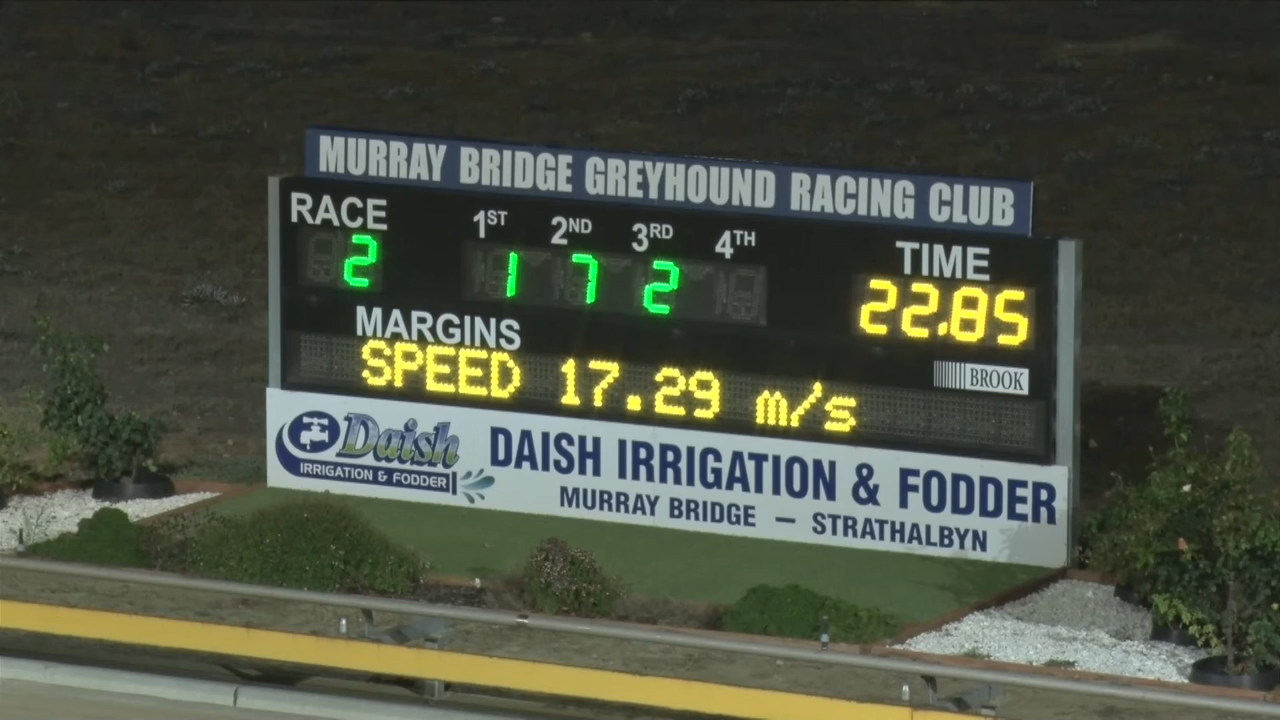 MURRAY BRIDGE GREYHOUND RACING CLUB
RACE 1ST 2ND 3RD 4TH TIME
2 1 7 2 22.85
MARGINS
SPEED 17.29 m/s
BROOK
Daish
IRRIGATION & FODDER
DAISH IRRIGATION & FODDER
MURRAY BRIDGE — STRATHALBYN